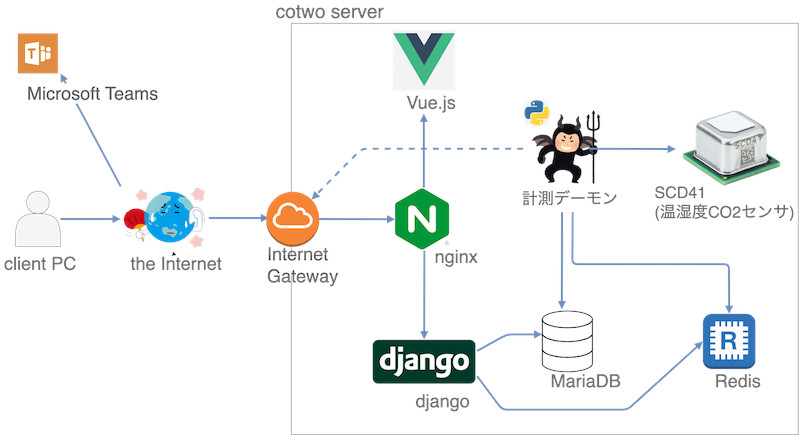 cotwo server
Microsoft Teams
Vue.js
SCD41
計測デーモン
SCD41
(温湿度CO2センサ)
client PC
the Internet
Internet
Gateway
N
nginx
django
django
MariaDB
R
Redis